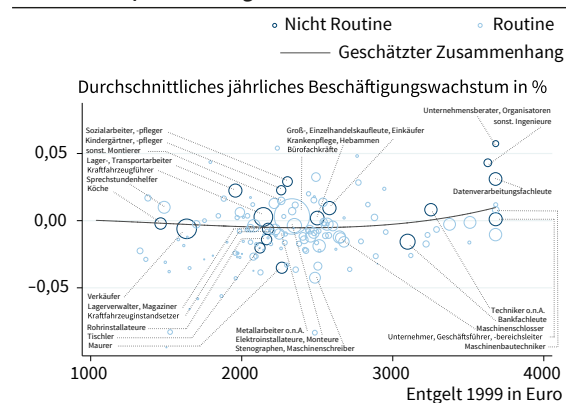 Nicht Routine
Routine
Geschätzter Zusammenhang
Durchschnittliches jährliches Beschäftigungswachstum in %
Unternehmensberater, Organisatoren
sonst. Ingenieure
Sozialarbeiter, -pfleger
Kindergärtner, -pfleger
sonst. Montierer
Lager-, Transportarbeiter
Kraftfahrzeugführer
Sprechstundenhelfer
Köche
Groß-, Einzelhandelskaufleute, Einkäufer
Krankenpflege, Hebammen
Bürofachkräfte
Datenverarbeitungsfachleute
0,05
0,00
−0,05
Verkäufer
Lagerverwalter, Magaziner
Kraftfahrzeuginstandsetzer
Rohrinstallateure
Tischler
Maurer
Metallarbeiter o.n.A.
Elektroinstallateure, Monteure
Stenographen, Maschinenschreiber
Techniker o.n.A.
Bankfachleute
Maschinenschlosser
Unternehmer, Geschäftsführer, -bereichsleiter
Maschinenbautechniker
1000
2000
3000
4000
Entgelt 1999 in Euro